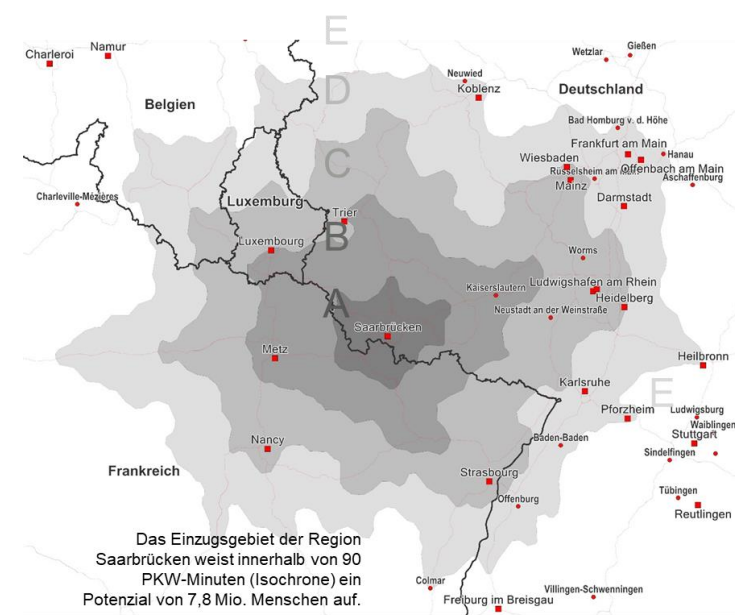 E
Charleroi
Namur
Wetzlar
Gießen
Neuwied
D
Koblenz
Deutschland
Belgien
Bad Homburg v. d. Höhe
Frankfurt am Main
Hanau
C
Wiesbaden
Offenbach am Main
Rüsselsheim am
Aschaffenburg
Mainz
Charleville-Mézières
Luxemburg
Darmstadt
Trier
B
Luxembourg
Worms
Kaiserslautern
Ludwigshafen am Rhein
Heidelberg
A
Neustadt an der Weinstraße
Saarbrücken
Metz
Heilbronn
Karlsruhe
E
Pforzheim
Ludwigsburg
Waiblingen
Stuttgart
Nancy
Baden-Baden
Sindelfingen
Frankreich
Strasbourg
Offenburg
Tübingen
Reutlingen
Das Einzugsgebiet der Region
Saarbrücken weist innerhalb von 90
PKW-Minuten (Isochrone) ein
Potenzial von 7,8 Mio. Menschen auf.
Colmar
Freiburg im Breisgau
Villingen-Schwenningen